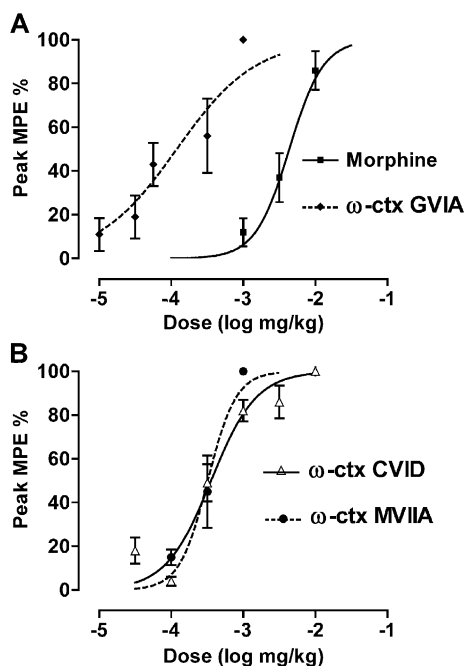 A
Peak MPE %
100
80
60
40
20
0
Morphine
ω-ctx GVIA
-5 -4 -3 -2 -1
Dose (log mg/kg)
B
Peak MPE %
100
80
60
40
20
0
ω-ctx CVID
ω-ctx MVIIA
-5 -4 -3 -2 -1
Dose (log mg/kg)